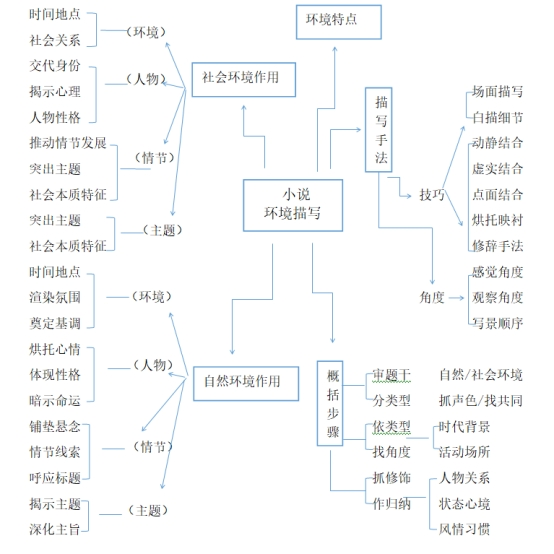 环境特点
时间地点
社会关系
（环境）
交代身份
揭示心理
人物性格
（人物）
推动情节发展
突出主题
社会本质特征
（情节）
突出主题
社会本质特征
（主题）
社会环境作用
描写手法
技巧
场面描写
白描细节
动静结合
虚实结合
点面结合
烘托映衬
修辞手法
角度
感觉角度
观察角度
写景顺序
小说
环境描写
时间地点
渲染氛围
奠定基调
（环境）
烘托心情
体现性格
暗示命运
（人物）
铺垫悬念
情节线索
呼应标题
（情节）
揭示主题
深化主旨
（主题）
自然环境作用
概括步骤
审题干
自然/社会环境
分类型
抓声色/找共同
依类型
找角度
时代背景
活动场所
抓修饰
作归纳
人物关系
状态心境
风情习惯